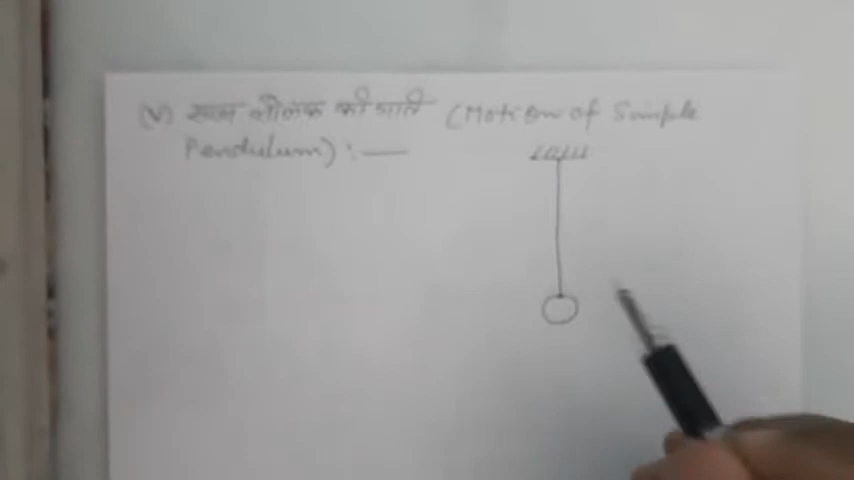 (v) सरल लोलक की गति (Motion of Simple
Pendulum) :—